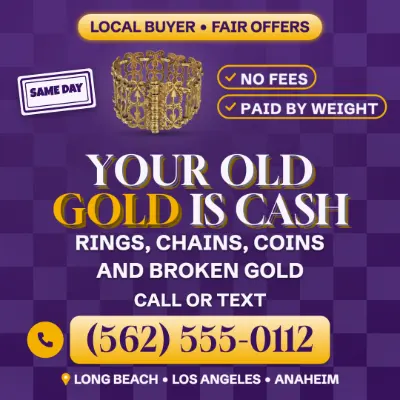 LOCAL BUYER • FAIR OFFERS
SAME DAY
NO FEES
PAID BY WEIGHT
YOUR OLD
GOLD IS CASH
RINGS, CHAINS, COINS
AND BROKEN GOLD
CALL OR TEXT
(562) 555-0112
LONG BEACH • LOS ANGELES • ANAHEIM